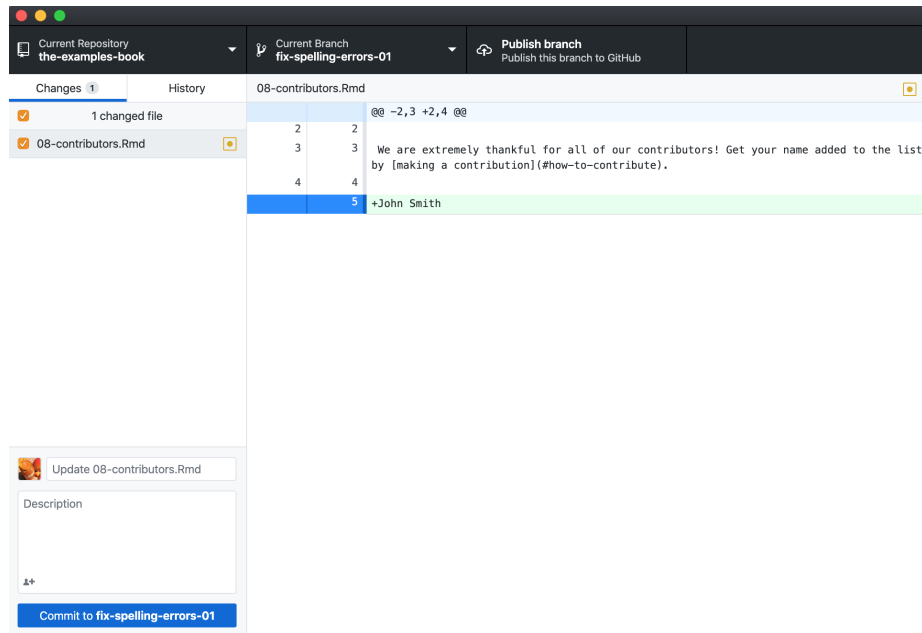 Current Repository
the-examples-book
Current Branch
fix-spelling-errors-01
Publish branch
Publish this branch to GitHub
Changes 1
History
08-contributors.Rmd
1 changed file
08-contributors.Rmd
@@ -2,3 +2,4 @@
2 2
3 3 We are extremely thankful for all of our contributors! Get your name added to the list
by [making a contribution](#how-to-contribute).
4 4
5 +John Smith
Update 08-contributors.Rmd
Description
Commit to fix-spelling-errors-01